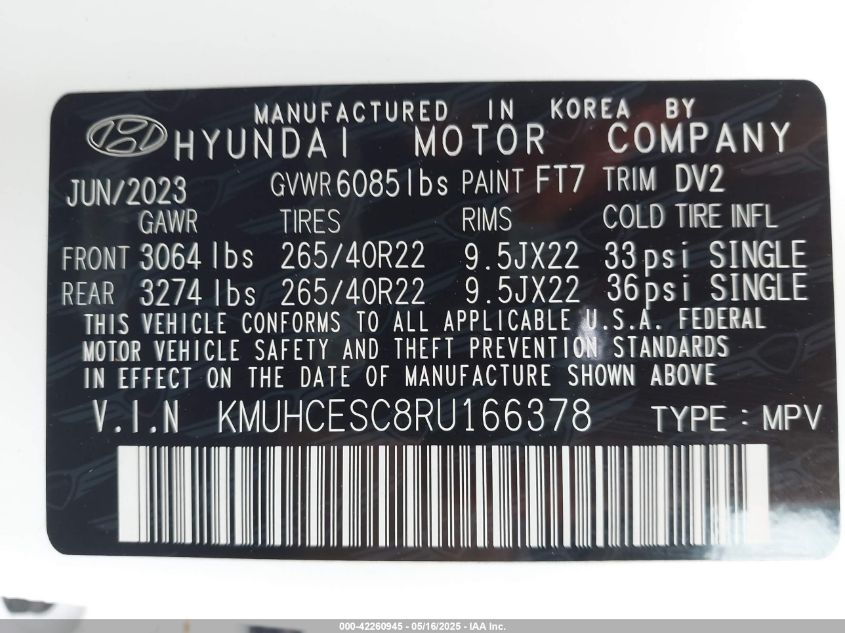 MANUFACTURED IN KOREA BY
HYUNDAI MOTOR COMPANY
JUN/2023 GVWR 6085lbs PAINT FT7 TRIM DV2
GAWR TIRES RIMS COLD TIRE INFL
FRONT 3064 lbs 265/40R22 9.5JX22 33psi SINGLE
REAR 3274 lbs 265/40R22 9.5JX22 36psi SINGLE
THIS VEHICLE CONFORMS TO ALL APPLICABLE U.S.A. FEDERAL
MOTOR VEHICLE SAFETY AND THEFT PREVENTION STANDARDS
IN EFFECT ON THE DATE OF MANUFACTURE SHOWN ABOVE
V.I.N KMUHCESC8RU166378 TYPE : MPV
000-42260945 - 05/16/2025 - IAA Inc.